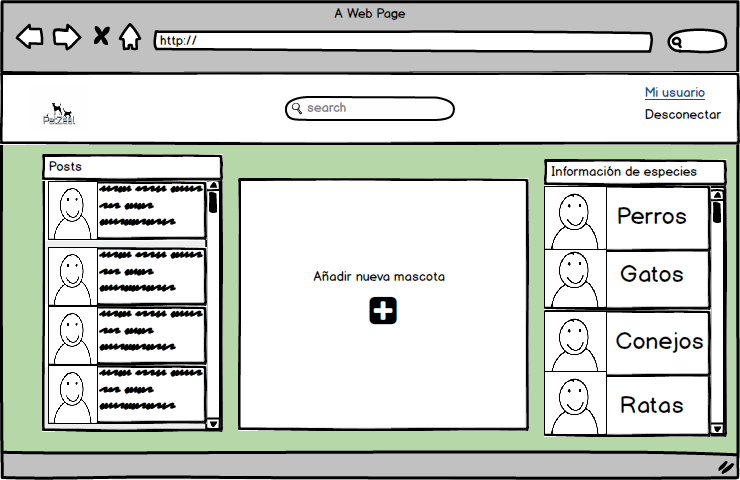 A Web Page
http://
PetZeal
search
Mi usuario
Desconectar
Posts
Información de especies
Perros
Gatos
Conejos
Ratas
Añadir nueva mascota